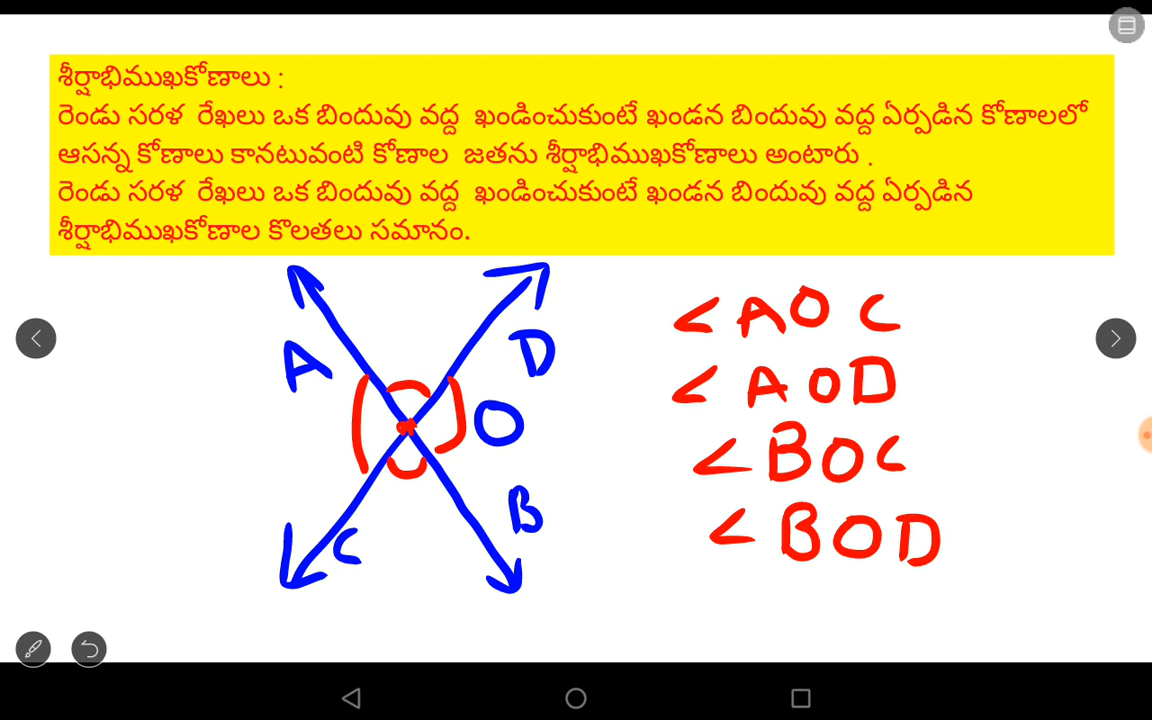 శీర్షాభిముఖకోణాలు :
రెండు సరళ రేఖలు ఒక బిందువు వద్ద ఖండించుకుంటే ఖండన బిందువు వద్ద ఏర్పడిన కోణాలలో
ఆసన్న కోణాలు కానటువంటి కోణాల జతను శీర్షాభిముఖకోణాలు అంటారు .
రెండు సరళ రేఖలు ఒక బిందువు వద్ద ఖండించుకుంటే ఖండన బిందువు వద్ద ఏర్పడిన
శీర్షాభిముఖకోణాల కొలతలు సమానం.
A
D
O
B
C
<AOC
<AOD
<BOC
<BOD